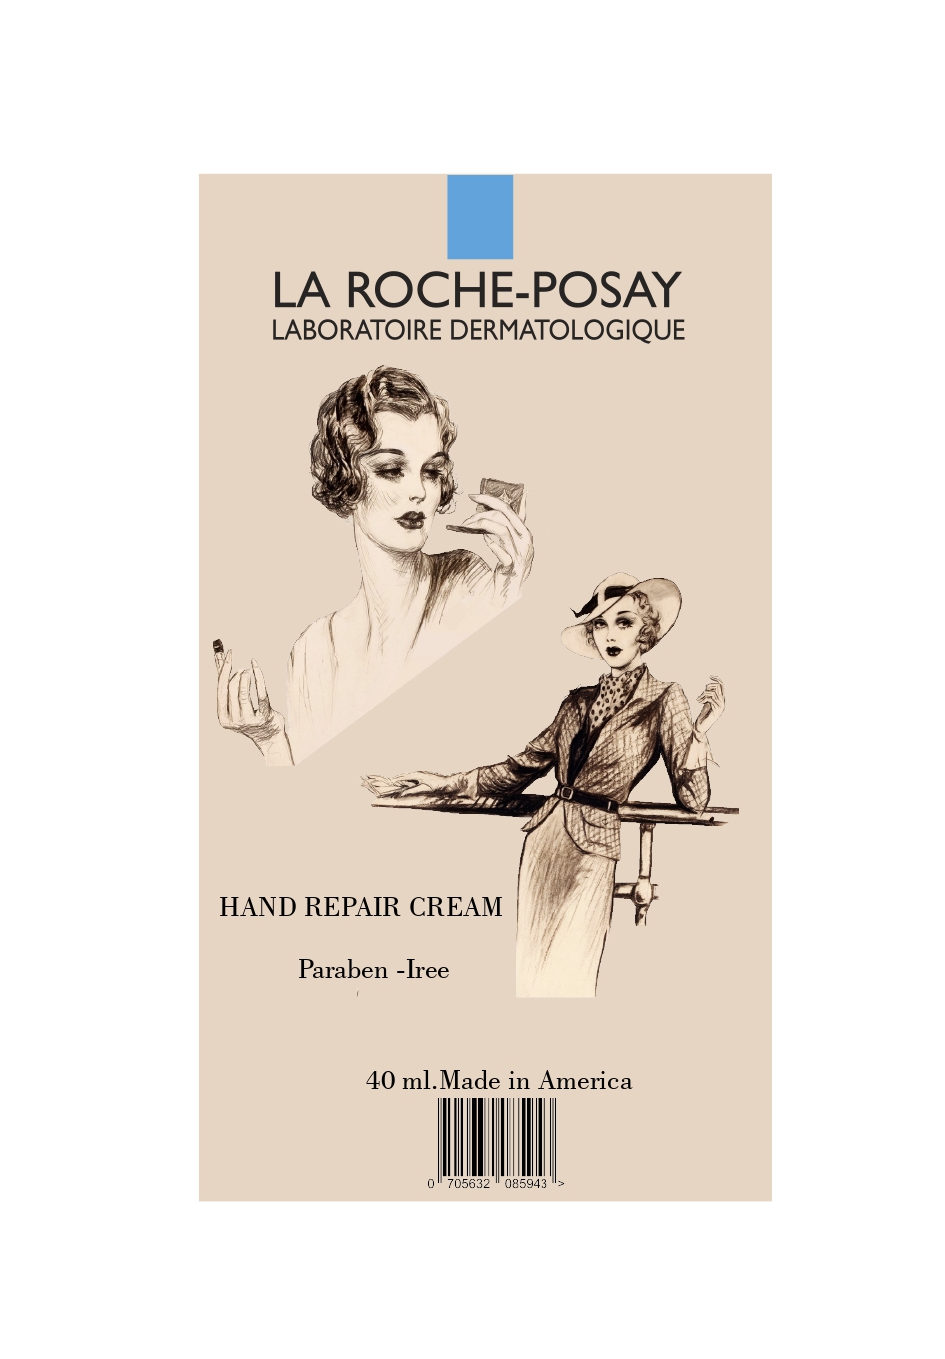 LA ROCHE-POSAY
LABORATOIRE DERMATOLOGIQUE
HAND REPAIR CREAM
Paraben -Iree
40 ml.Made in America
0 705632 085943 >